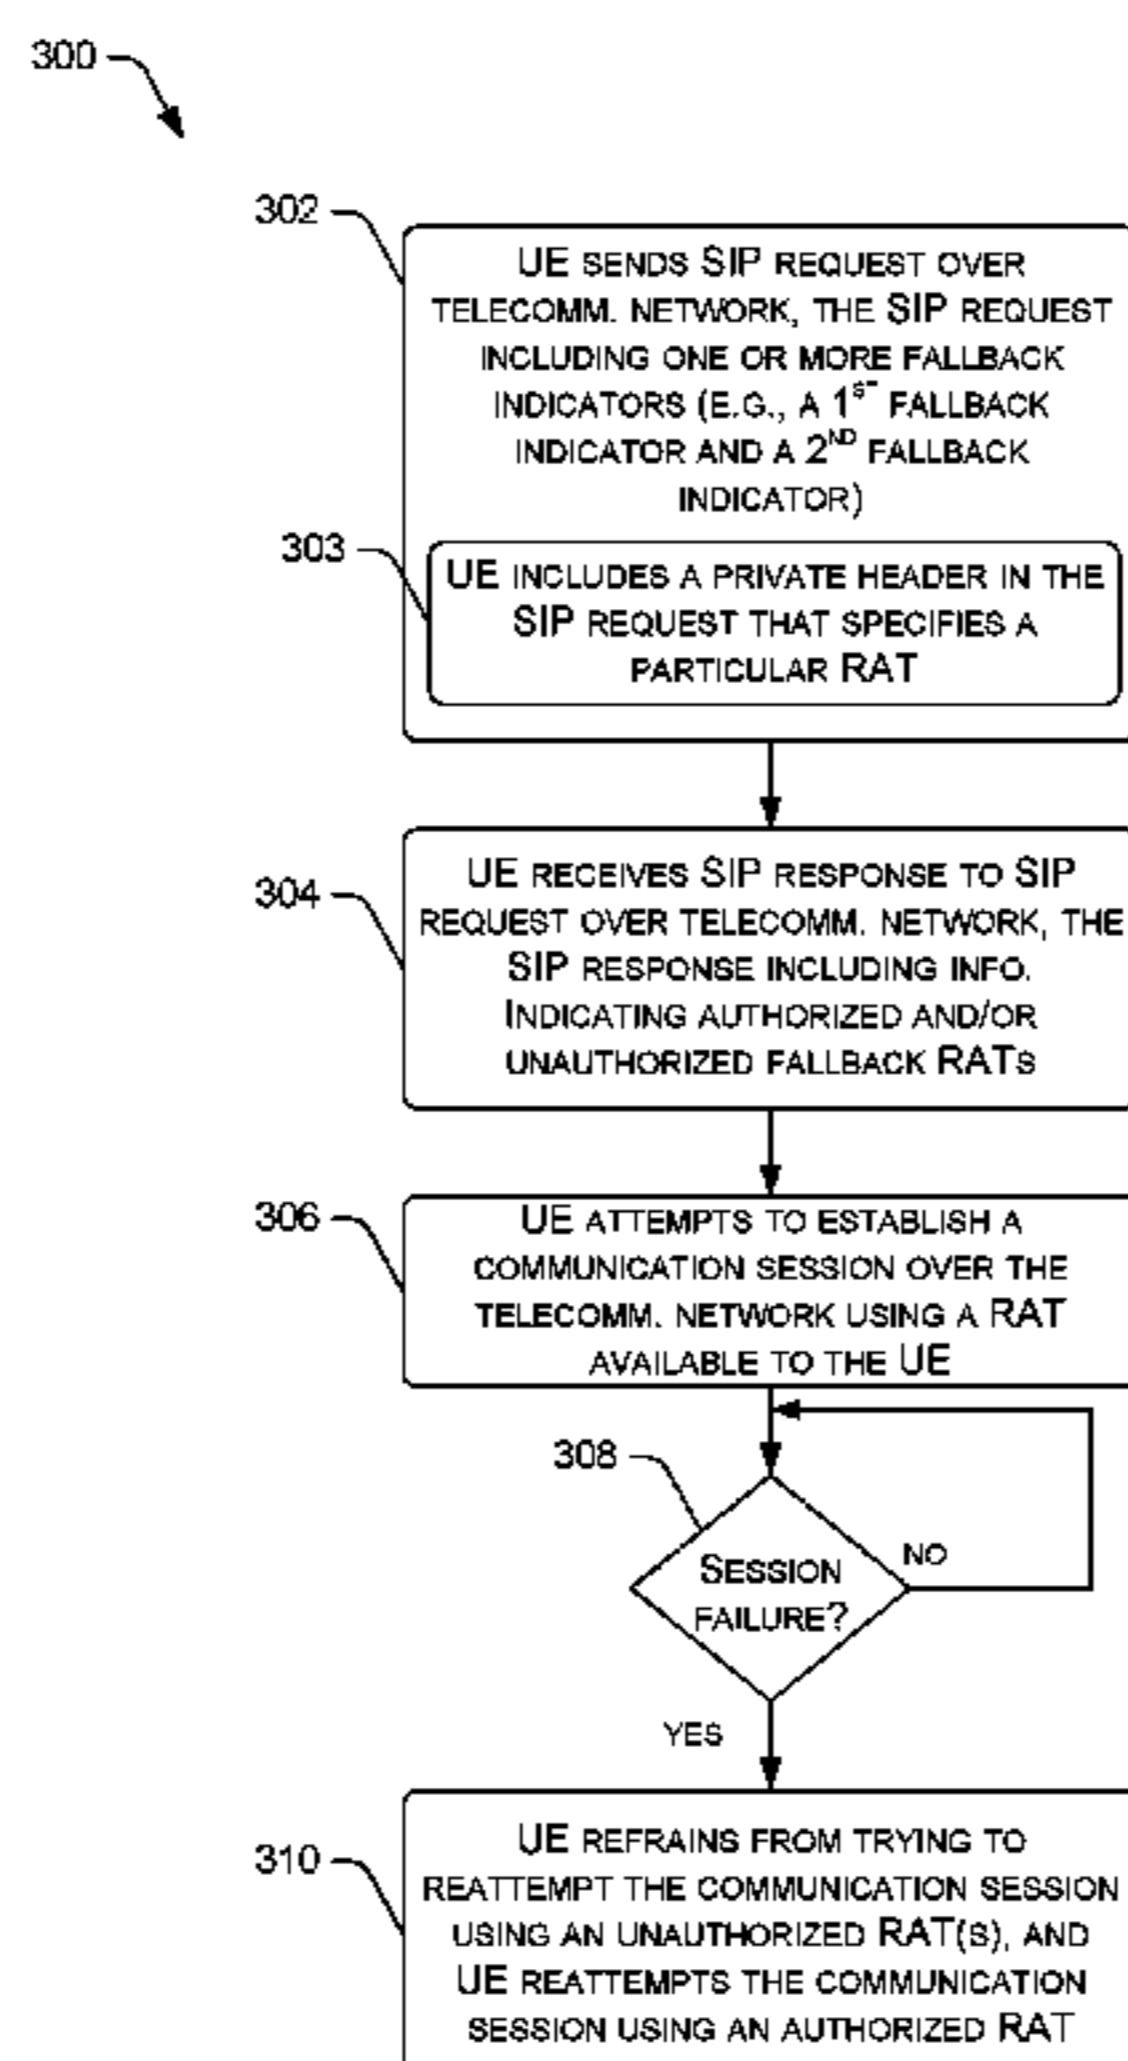 300
302
UE SENDS SIP REQUEST OVER
TELECOMM. NETWORK, THE SIP REQUEST
INCLUDING ONE OR MORE FALLBACK
INDICATORS (E.G., A 1ST FALLBACK
INDICATOR AND A 2ND FALLBACK
INDICATOR)
303
UE INCLUDES A PRIVATE HEADER IN THE
SIP REQUEST THAT SPECIFIES A
PARTICULAR RAT
304
UE RECEIVES SIP RESPONSE TO SIP
REQUEST OVER TELECOMM. NETWORK, THE
SIP RESPONSE INCLUDING INFO.
INDICATING AUTHORIZED AND/OR
UNAUTHORIZED FALLBACK RATS
306
UE ATTEMPTS TO ESTABLISH A
COMMUNICATION SESSION OVER THE
TELECOMM. NETWORK USING A RAT
AVAILABLE TO THE UE
308
SESSION
FAILURE?
NO
YES
310
UE REFRAINS FROM TRYING TO
REATTEMPT THE COMMUNICATION SESSION
USING AN UNAUTHORIZED RAT(S), AND
UE REATTEMPTS THE COMMUNICATION
SESSION USING AN AUTHORIZED RAT